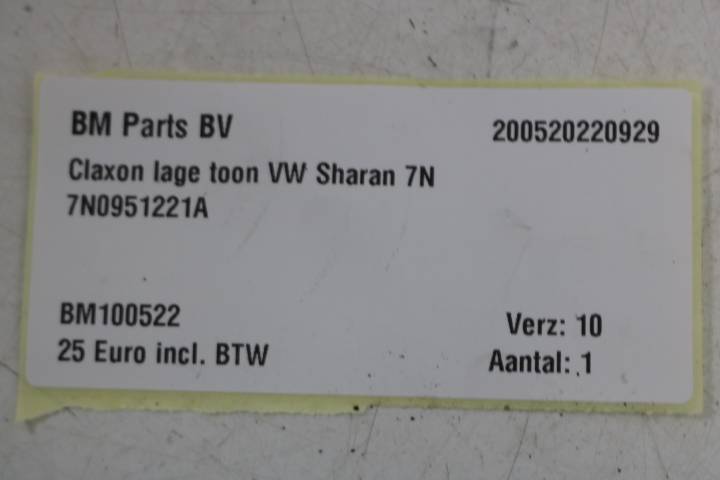 BM Parts BV 200520220929
Claxon lage toon VW Sharan 7N
7N0951221A
BM100522 Verz: 10
25 Euro incl. BTW Aantal: 1